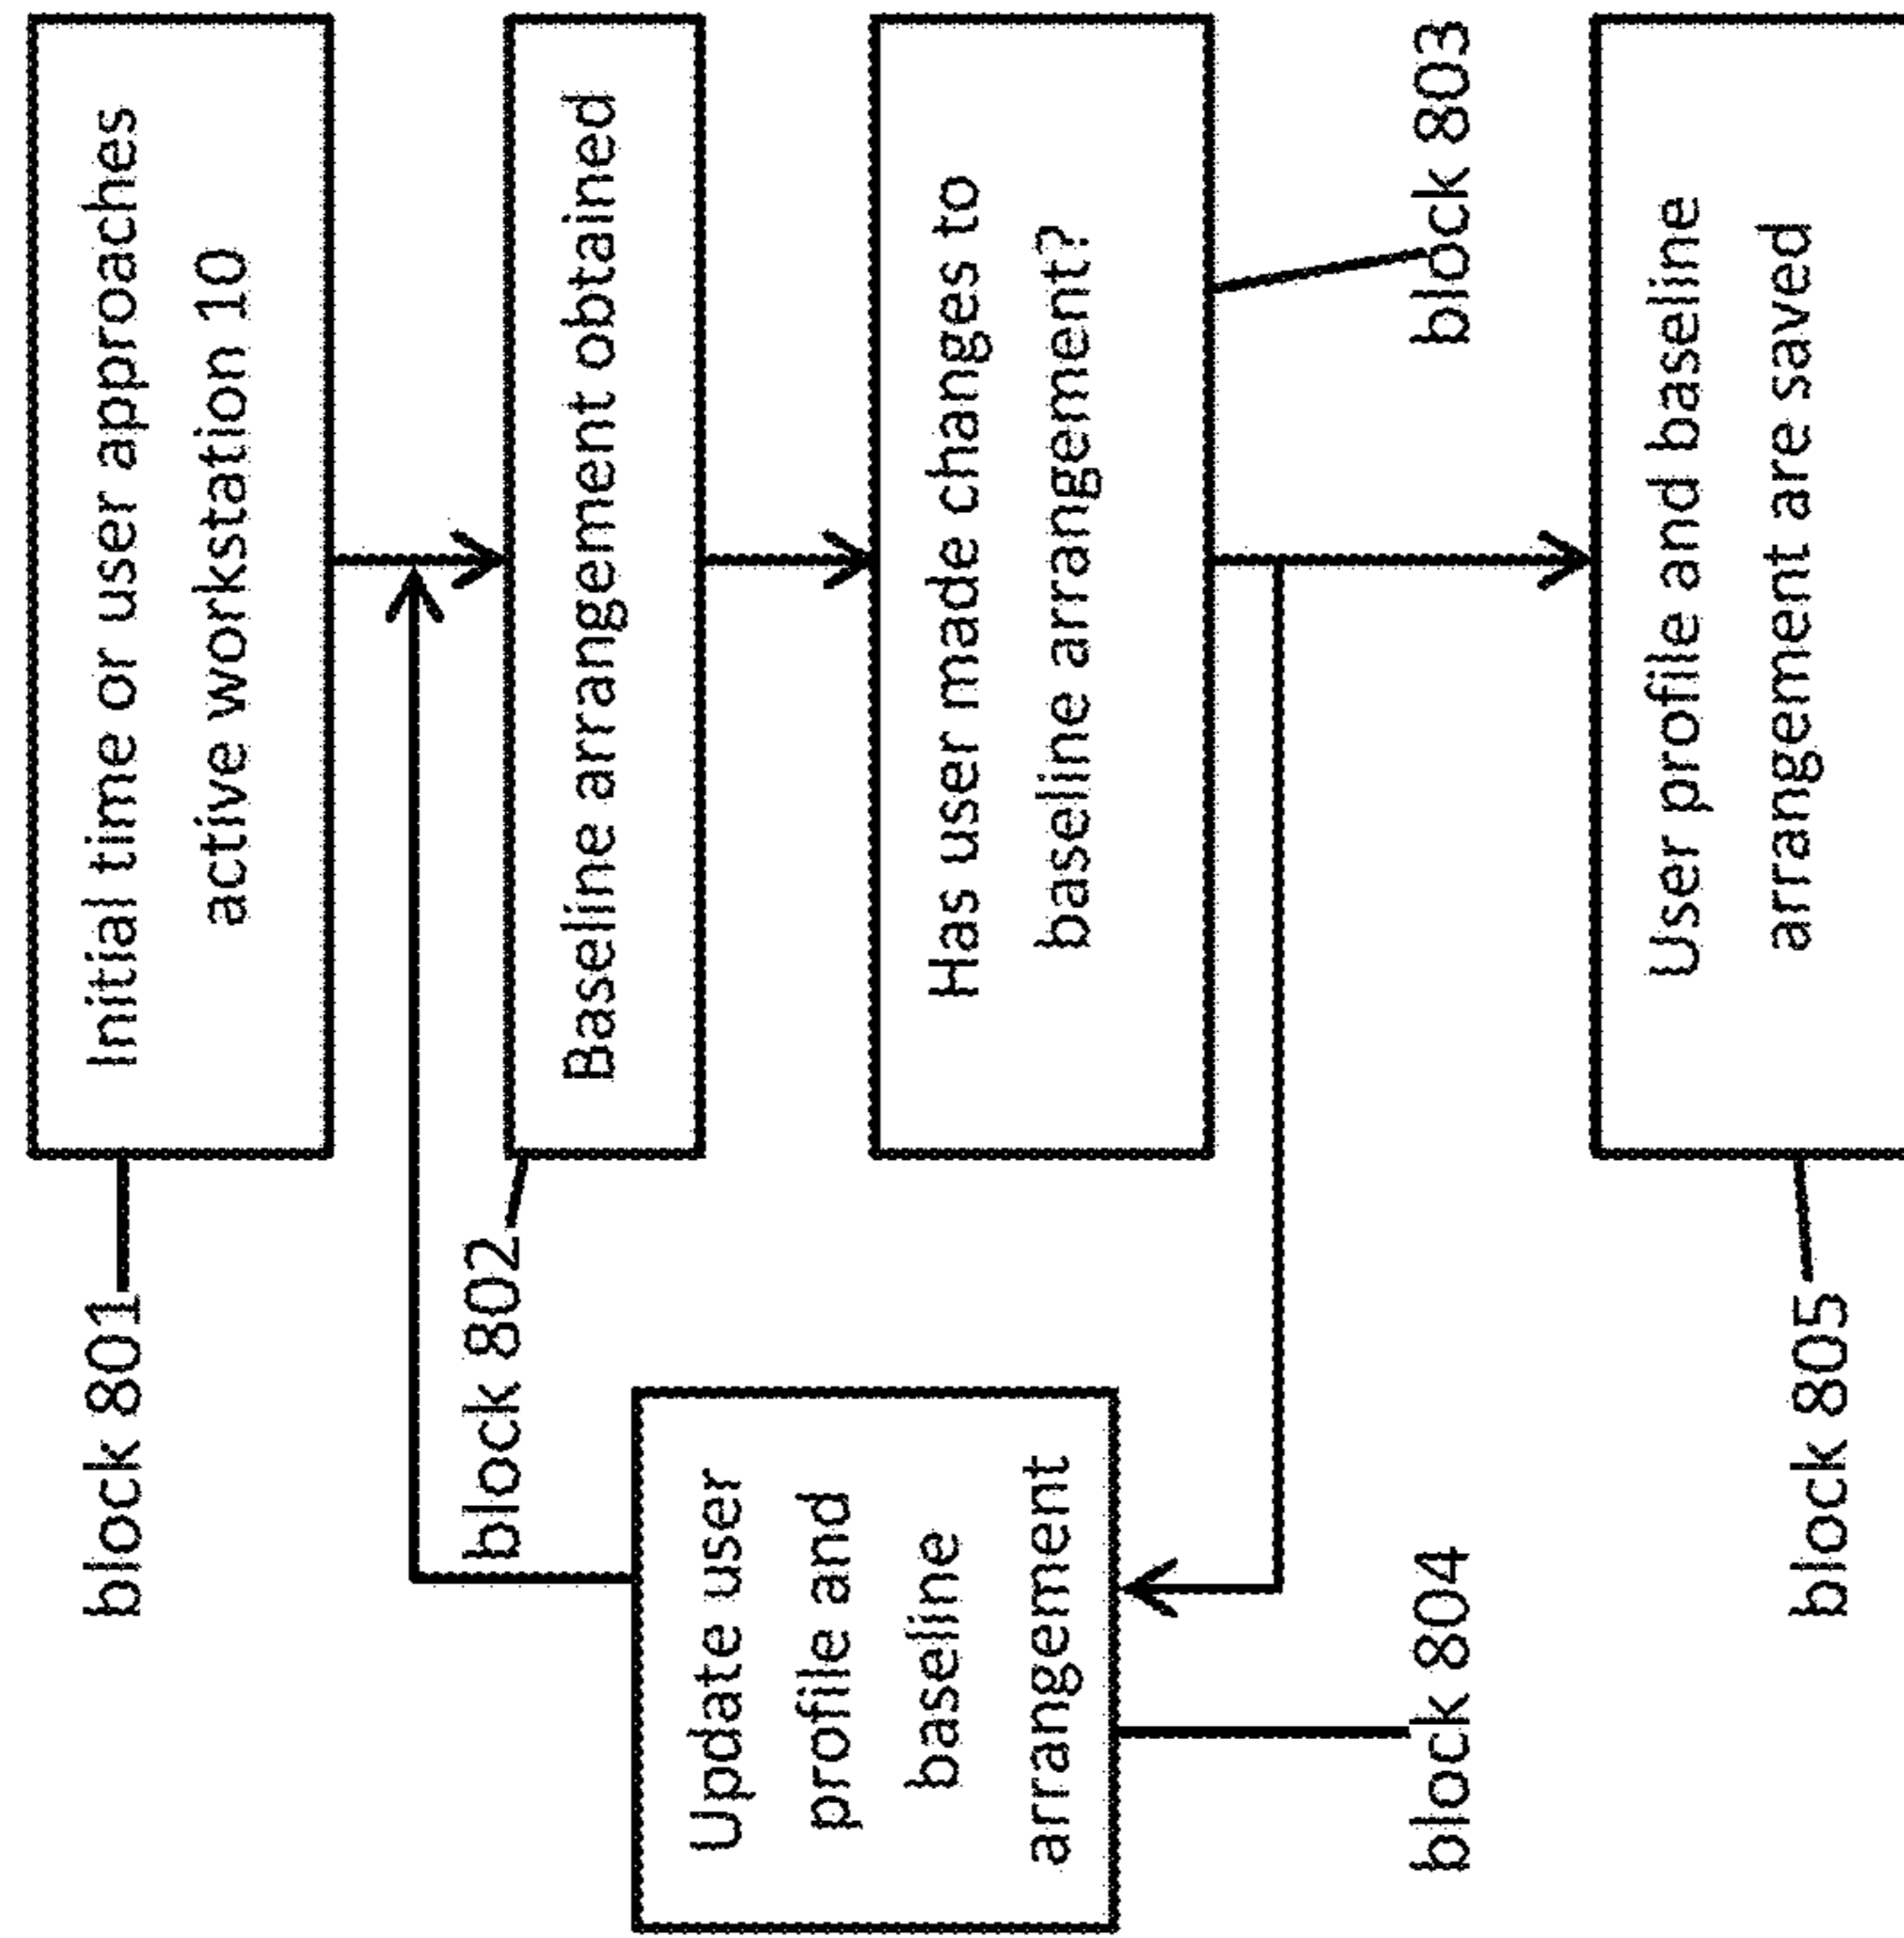 Initial time or user approaches
active workstation 10
block 801
Baseline arrangement obtained
block 802
Has user made changes to
baseline arrangement?
block 803
Update user
profile and
baseline
arrangement
block 804
User profile and baseline
arrangement are saved
block 805